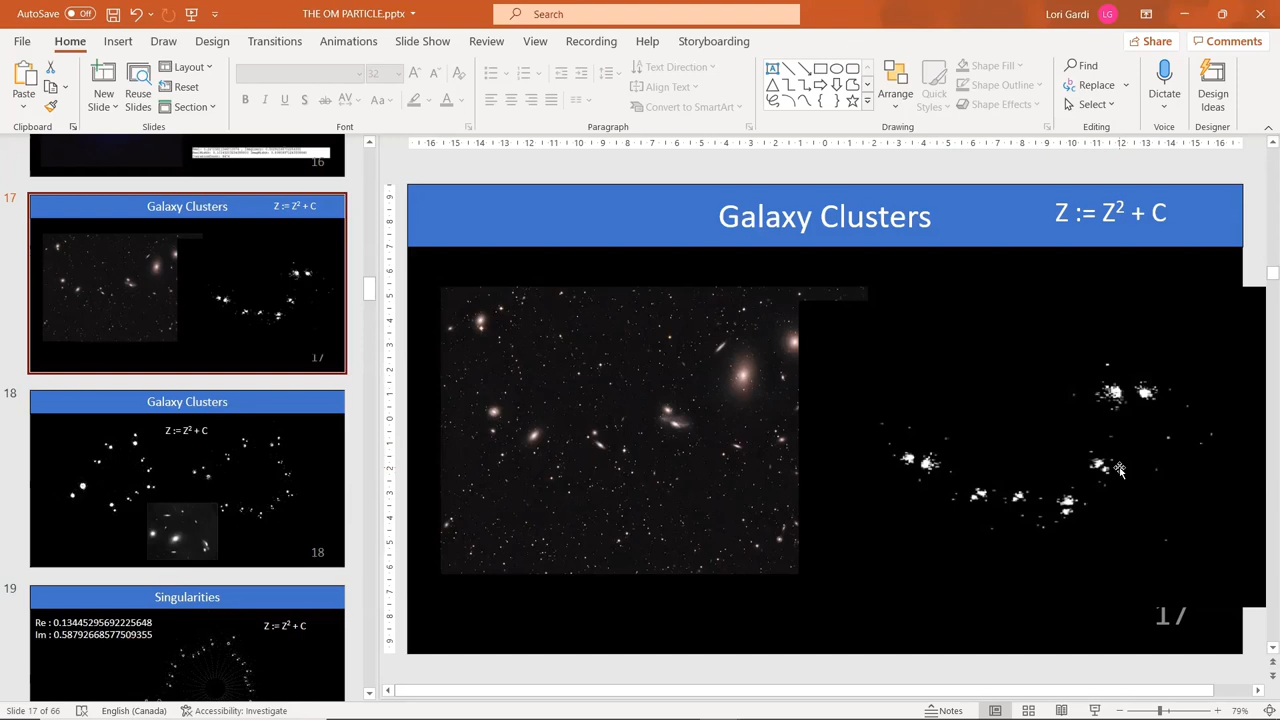 AutoSave
Off
THE OM PARTICLE.pptx
Search
Lori Gardi
LG
File
Home
Insert
Draw
Design
Transitions
Animations
Slide Show
Review
View
Recording
Help
Storyboarding
Share
Comments
Paste
New
Slide
Reuse
Slides
Layout
Reset
Section
32
Text Direction
Align Text
Convert to SmartArt
Arrange
Quick
Styles
Shape Fill
Shape Outline
Shape Effects
Find
Replace
Select
Dictate
Design
Ideas
Clipboard
Slides
Font
Paragraph
Drawing
Editing
Voice
Designer
16
17
Galaxy Clusters
Z := Z² + C
17
18
Galaxy Clusters
Z := Z² + C
18
19
Singularities
Re : 0.13445295692225648
Z := Z² + C
Galaxy Clusters
Z := Z² + C
17
Slide 17 of 66
English (Canada)
Accessibility: Investigate
Notes
79%